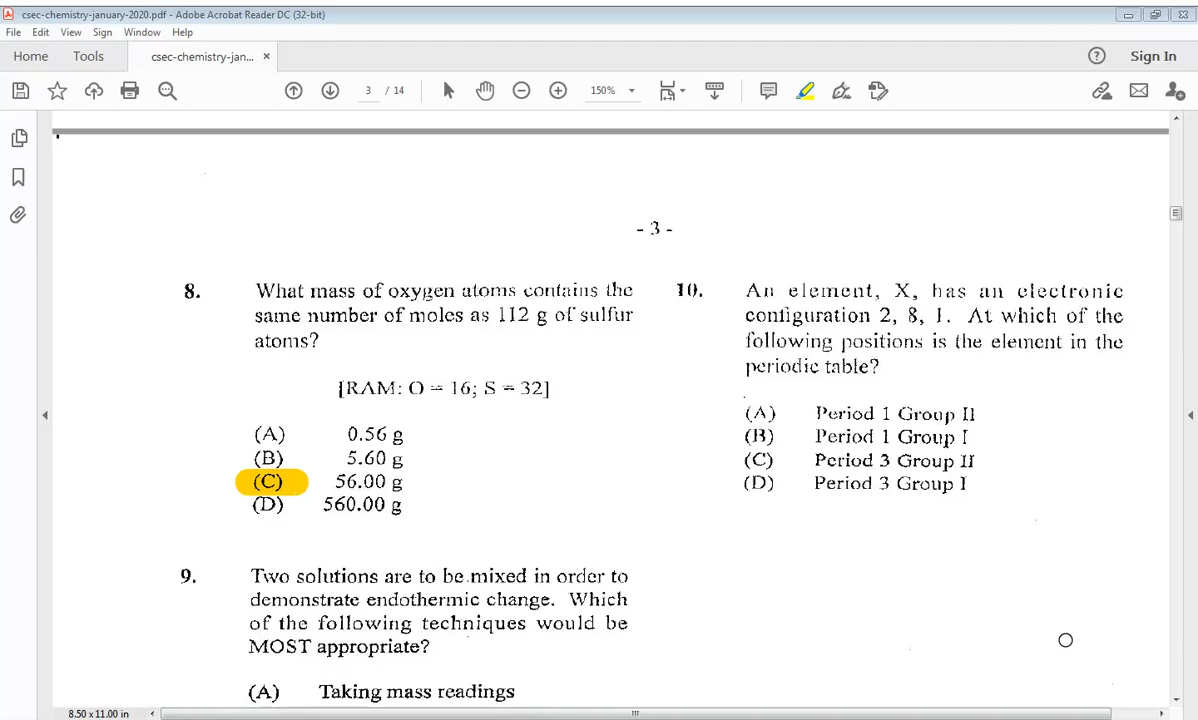 csec-chemistry-january-2020.pdf - Adobe Acrobat Reader DC (32-bit)
File Edit View Sign Window Help
Home Tools csec-chemistry-jan... × ? Sign In
3 / 14 150%
- 3 -
8. What mass of oxygen atoms contains the
same number of moles as 112 g of sulfur
atoms?
[RAM: O = 16; S = 32]
(A) 0.56 g
(B) 5.60 g
(C) 56.00 g
(D) 560.00 g
9. Two solutions are to be mixed in order to
demonstrate endothermic change. Which
of the following techniques would be
MOST appropriate?
(A) Taking mass readings
10. An element, X, has an electronic
configuration 2, 8, 1. At which of the
following positions is the element in the
periodic table?
(A) Period 1 Group II
(B) Period 1 Group I
(C) Period 3 Group II
(D) Period 3 Group I
8.50 x 11.00 in